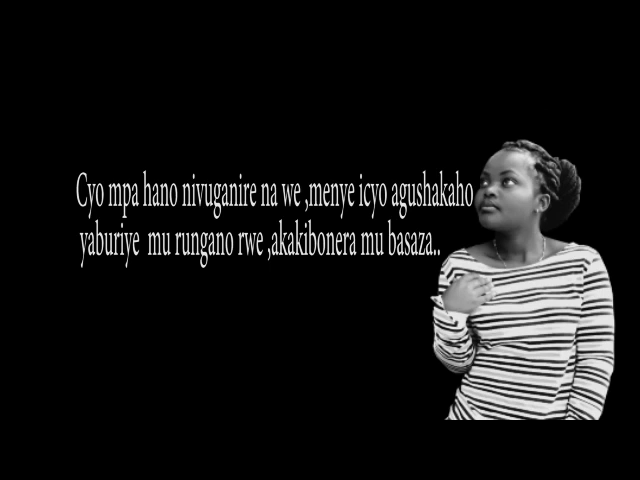 Cyo mpa hano nivuganire na we ,menye icyo agushakaho
yaburiye mu rungano rwe ,akakibonera mu basaza..